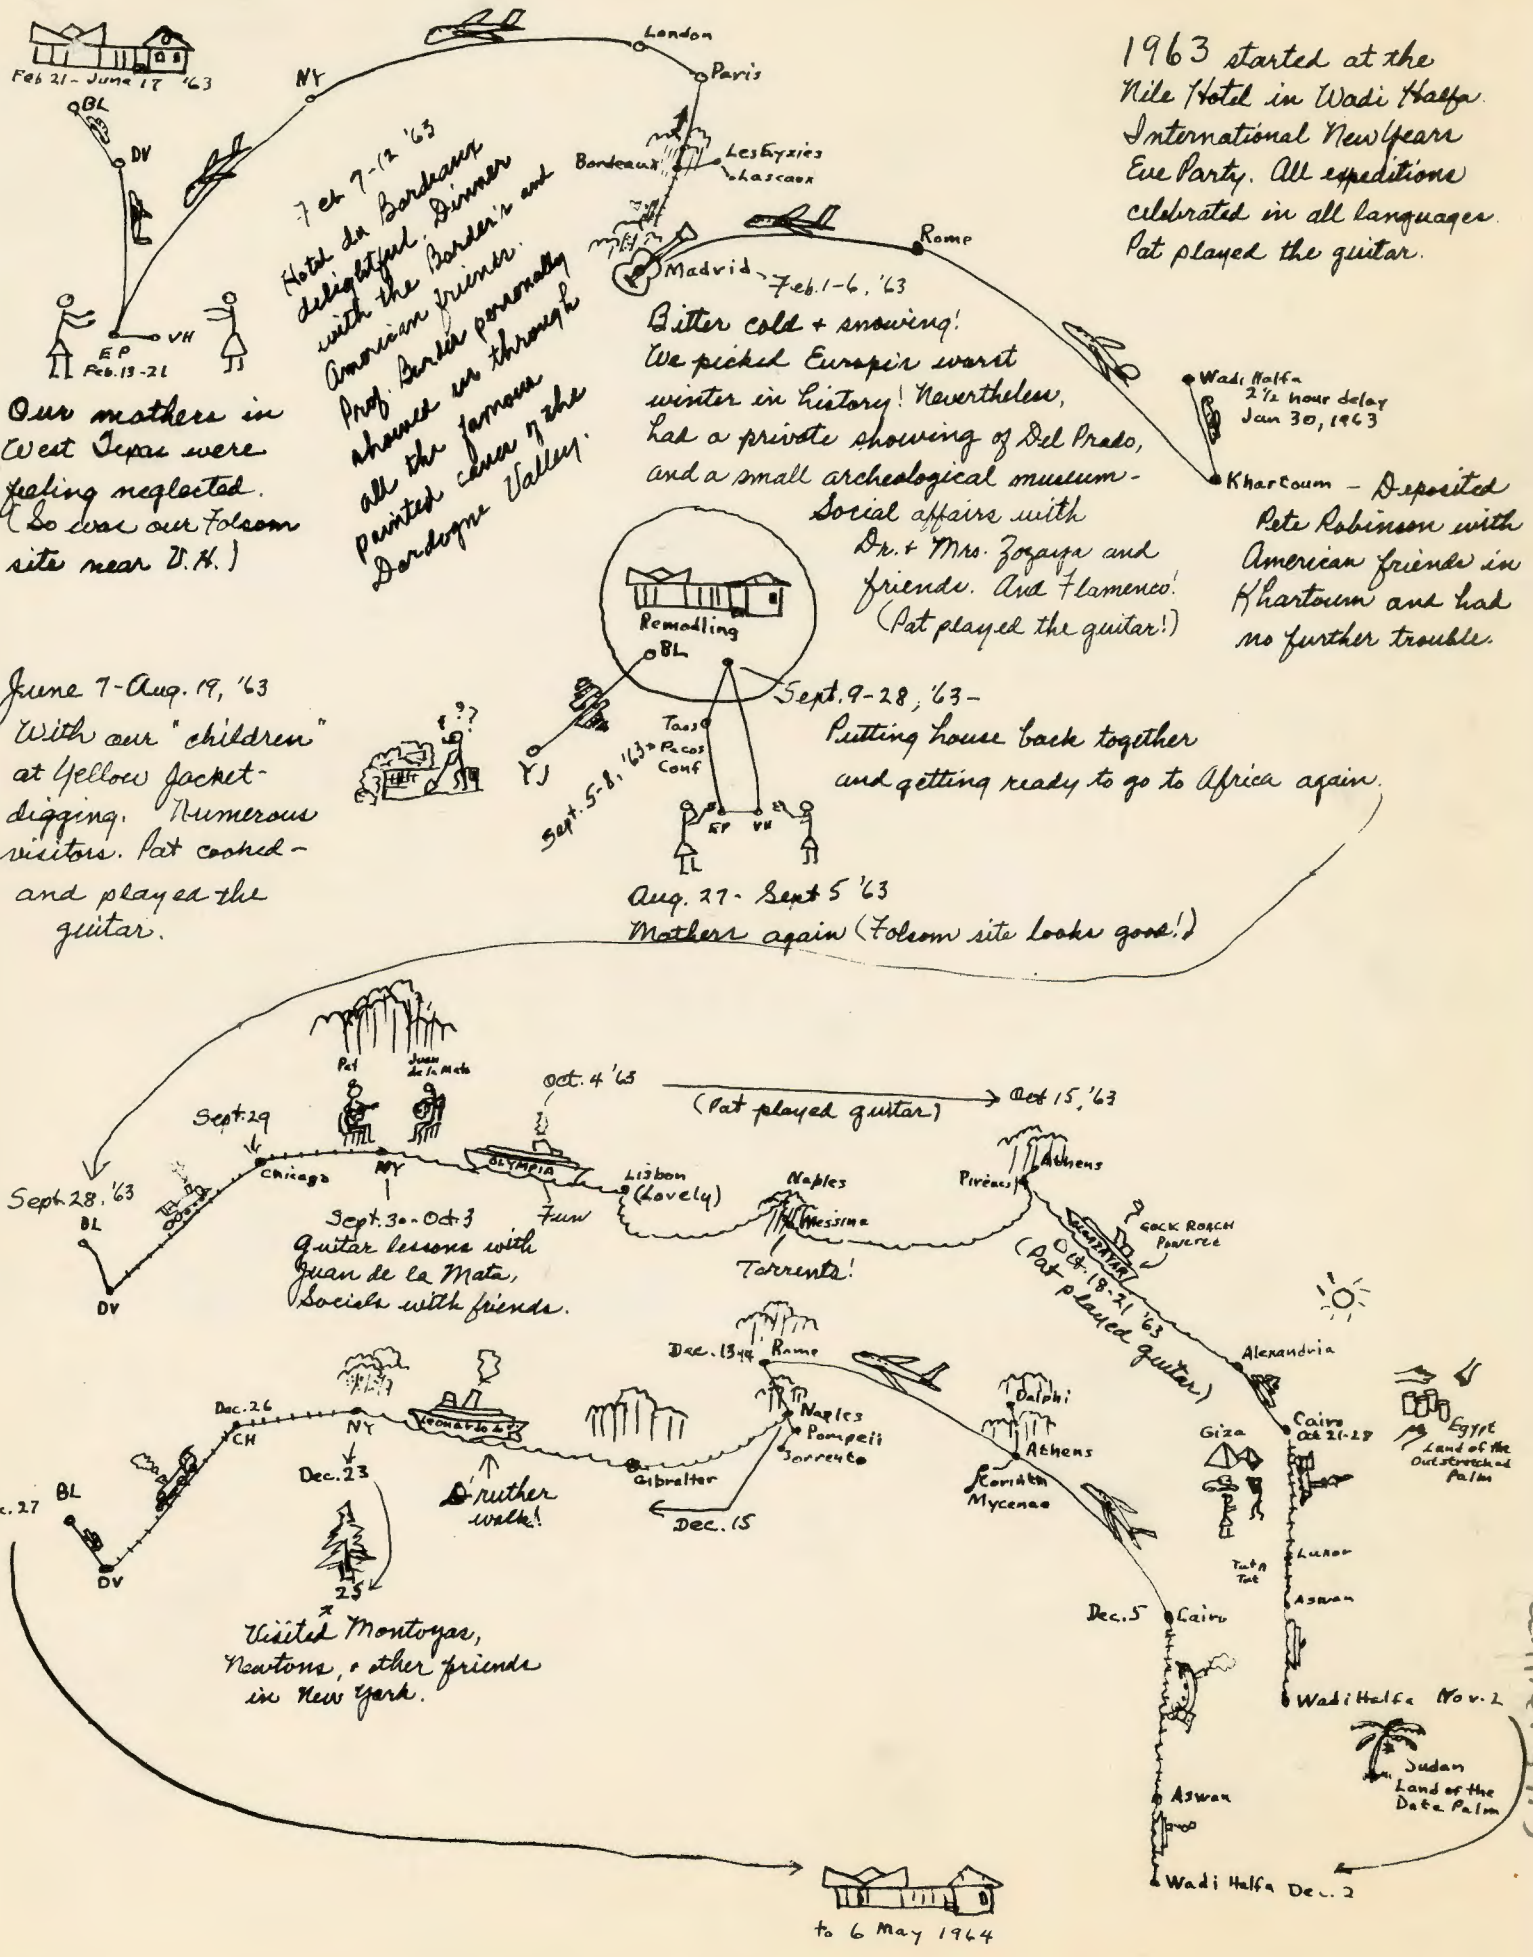 1963 started at the
Nile Hotel in Wadi Halfa.
International New Years
Eve Party. All expeditions
celebrated in all languages.
Pat played the guitar.
Wadi Halfa
2 1/2 hour delay
Jan 30, 1963
Khartoum – Deposited
Pete Robinson with
American friends in
Khartoum and had
no further trouble.
Rome
Madrid
Feb. 1-6, '63
Bitter cold + snowing!
We picked Europe's worst
winter in history! Nevertheless,
had a private showing of Del Prado,
and a small archeological museum -
Social affairs with
Dr. + Mrs. Zozaya and
friends. And Flamenco!
(Pat played the guitar!)
Bordeaux
Les Eyzies
Lascaux
Feb 7-12 '63
Hotel du Bordeaux
delightful. Dinner
with the Bordes's and
American friends.
Prof. Bordes personally
showed us through
all the famous
painted caves of the
Dordogne Valley.
Paris
London
NY
EP
VH
Feb. 13-21
Our mothers in
West Texas were
feeling neglected.
(So was our Folsom
site near V.H.)
DV
BL
Feb 21 - June 17 '63
June 7 - Aug. 19, '63
With our "children"
at Yellow Jacket -
digging. Numerous
visitors. Pat cooked -
and played the
guitar.
???
YJ
Remodling
BL
Taos
Pecos
Conf
Sept. 5-8, '63
EP
VH
Aug. 27 - Sept 5 '63
Mothers again (Folsom site looks good!)
Sept. 9-28, '63 -
Putting house back together
and getting ready to go to Africa again.
Sept. 28, '63
BL
DV
Sept. 29
Chicago
Pat
Juan
de la Mata
NY
Sept. 30 - Oct. 3
Guitar lessons with
Juan de la Mata,
Socials with friends.
OLYMPIA
Fun
Oct. 4 '63
(Pat played guitar)
Oct 15, '63
Lisbon
(Lovely)
Naples
Messina
Torrents!
Athens
Pireaus
COCK ROACH
Powered
Oct. 18-21 '63
(Pat played guitar)
Alexandria
Cairo
Oct 21-28
Giza
Egypt
Land of the
Outstretched
Palm
Luxor
Tut n
Tut
Aswan
Wadi Halfa Nov. 2
Sudan
Land of the
Date Palm
Wadi Halfa Dec. 2
Aswan
Dec. 5 Cairo
Delphi
Athens
Korinth
Mycenae
Dec. 13
Rome
Naples
Pompeii
Sorrento
Dec. 15
Gibralter
Leonardo
D'ruther
walk!
NY
Dec. 23
25
Visited Montoyas,
Newtons, + other friends
in New York.
Dec. 26
CH
DV
BL
27
to 6 May 1964